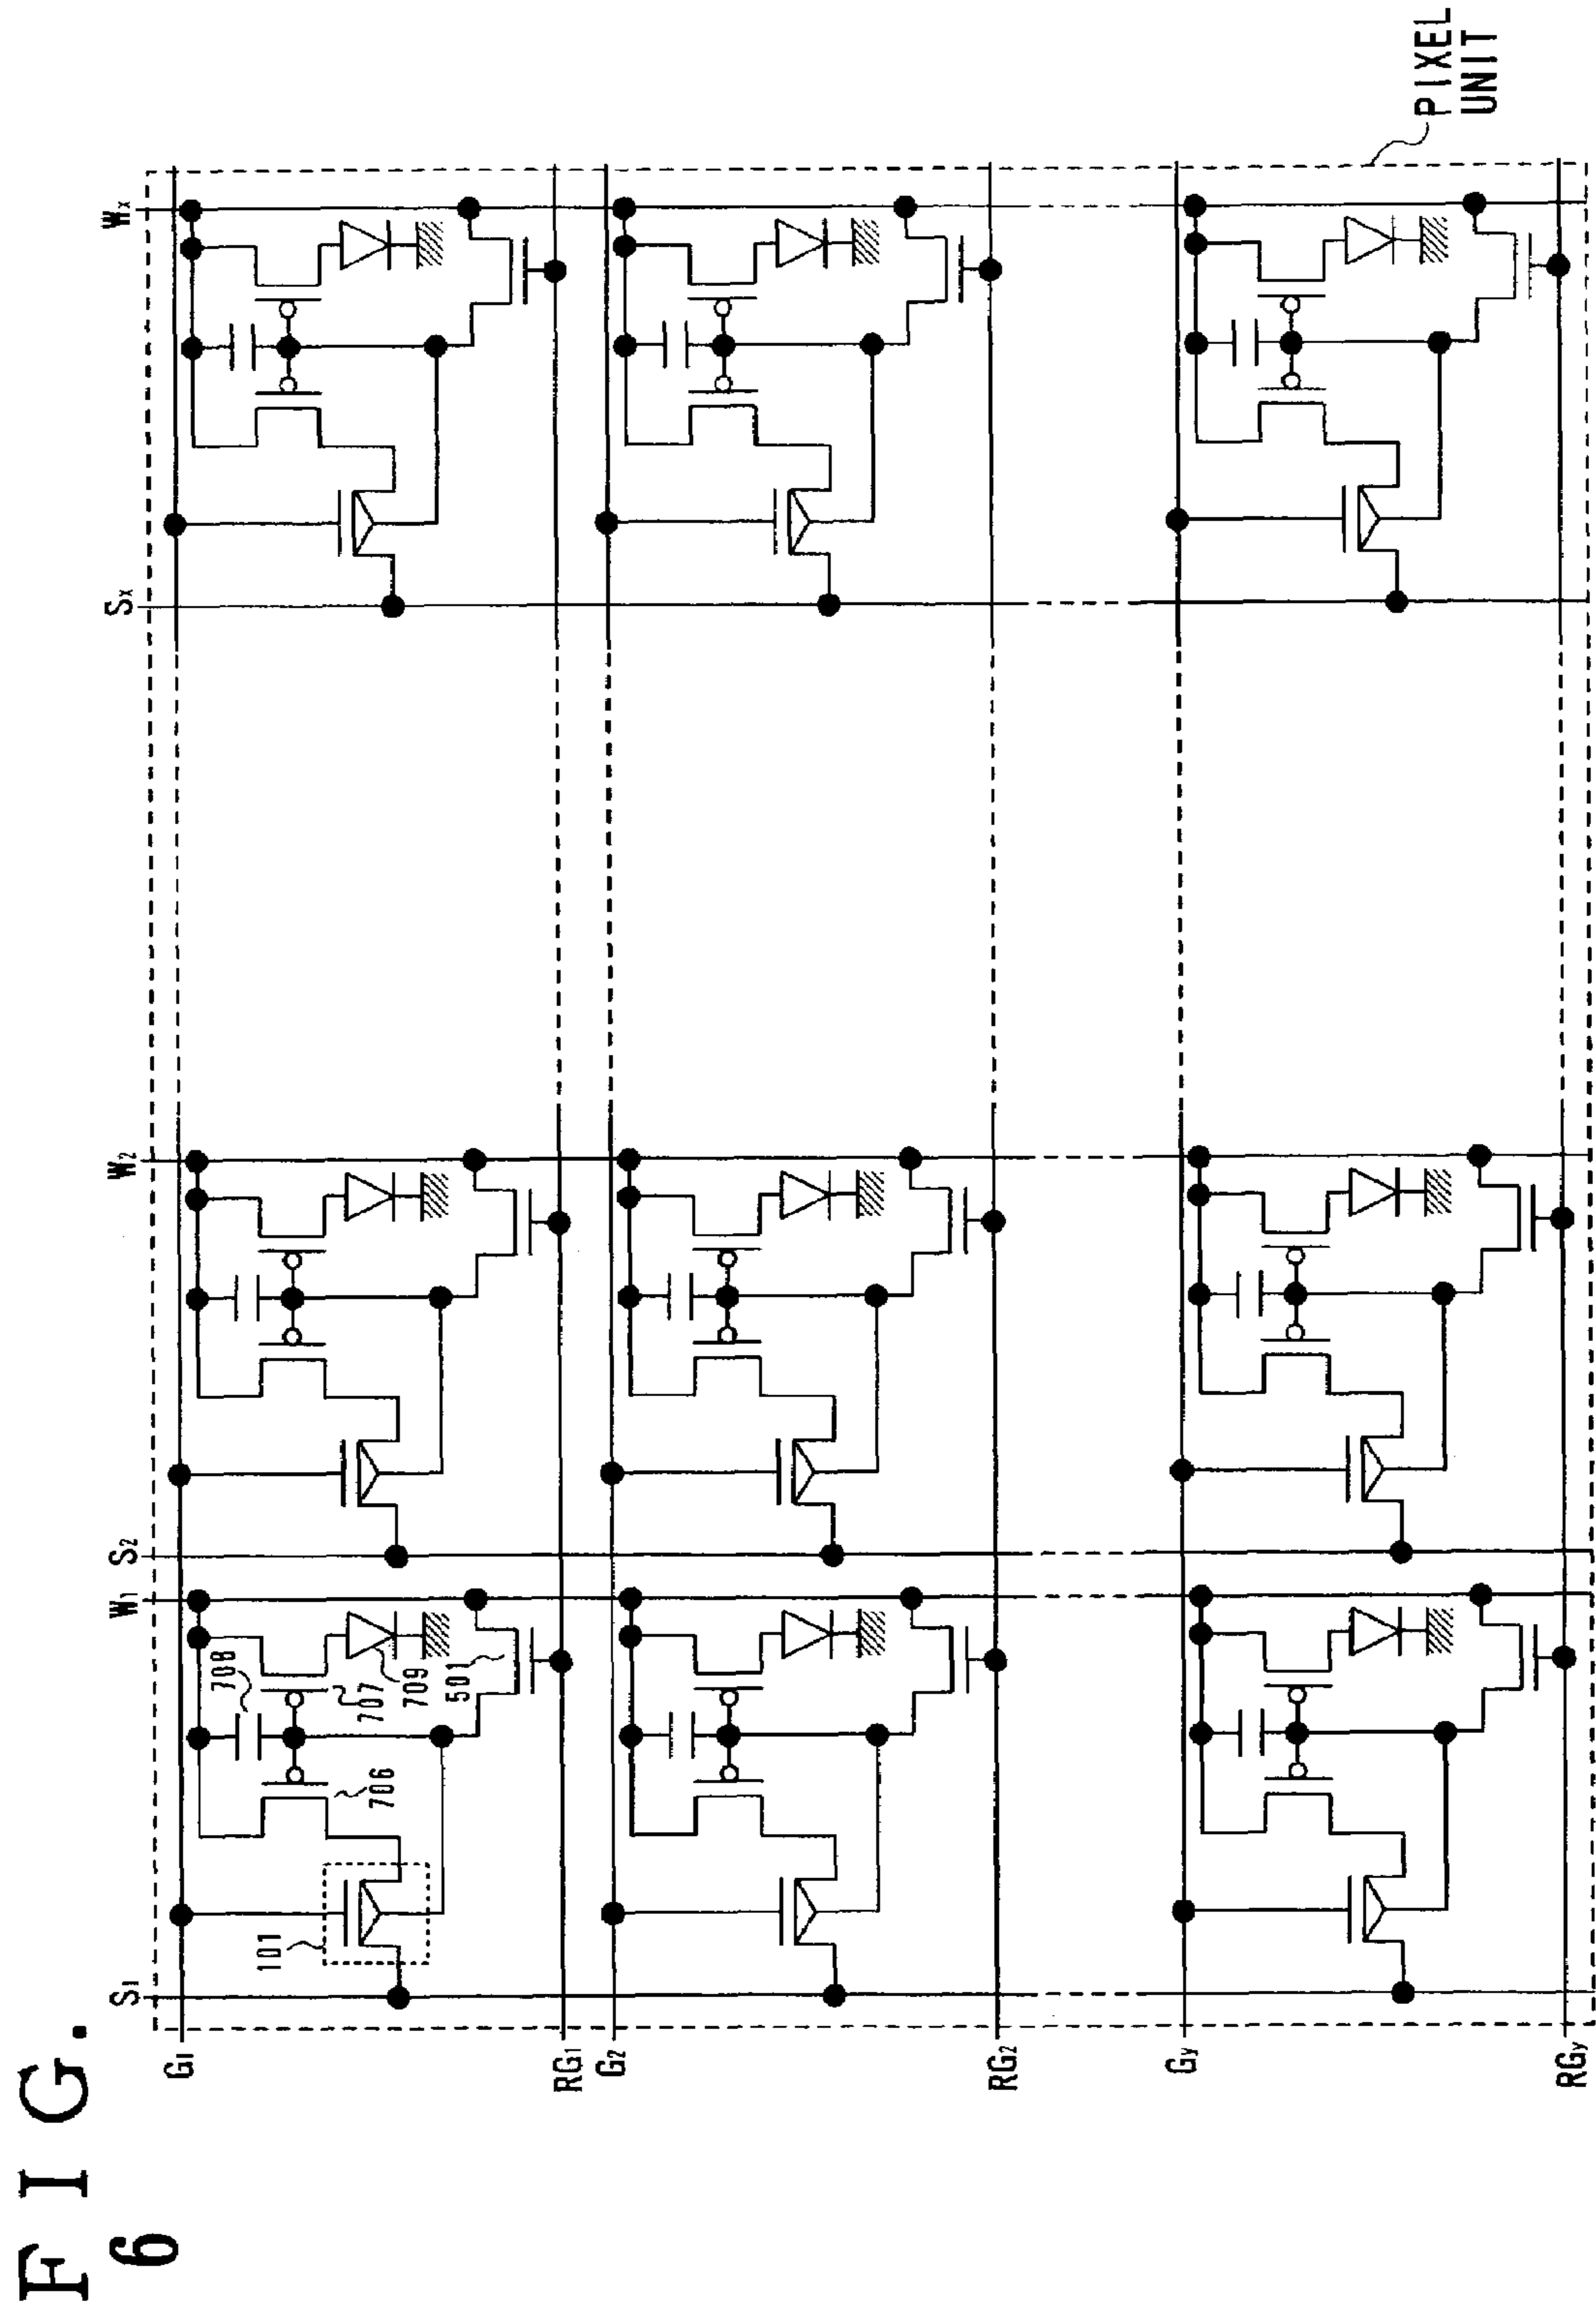 FIG. 6
S1
W1
S2
W2
Sx
Wx
G1
RG1
G2
RG2
Gy
RGy
101
706
708
707
709
501
PIXEL
UNIT